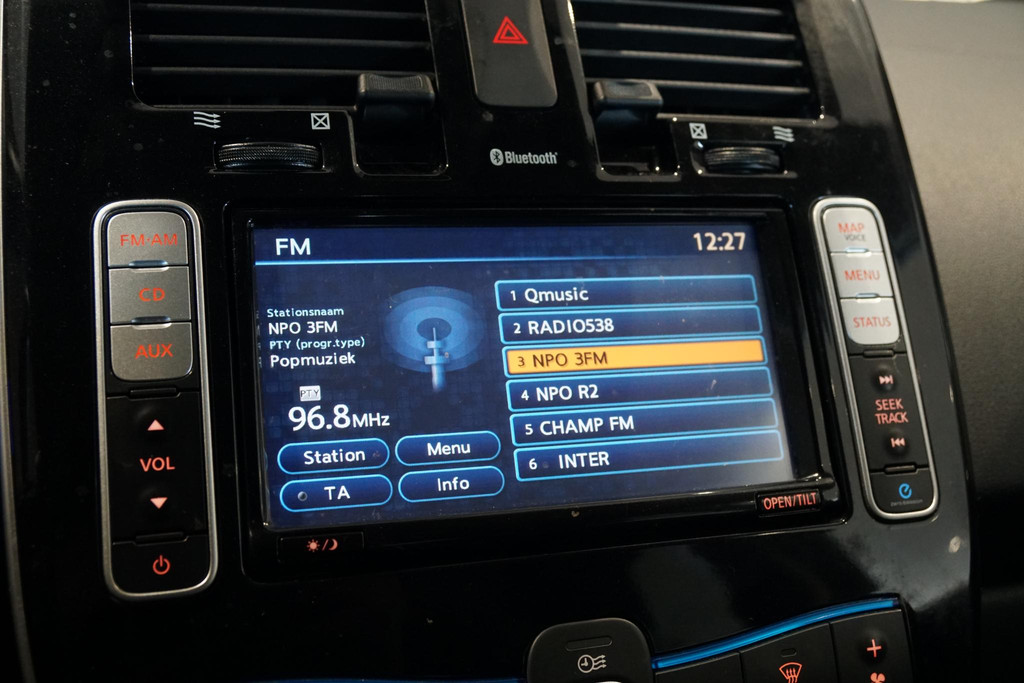 Bluetooth
FM-AM
CD
AUX
VOL
FM
12:27
Stationsnaam
NPO 3FM
PTY (progr.type)
Popmuziek
PTY
96.8MHz
Station
Menu
TA
Info
1 Qmusic
2 RADIO538
3 NPO 3FM
4 NPO R2
5 CHAMP FM
6 INTER
OPEN/TILT
MAP
VOICE
MENU
STATUS
SEEK
TRACK